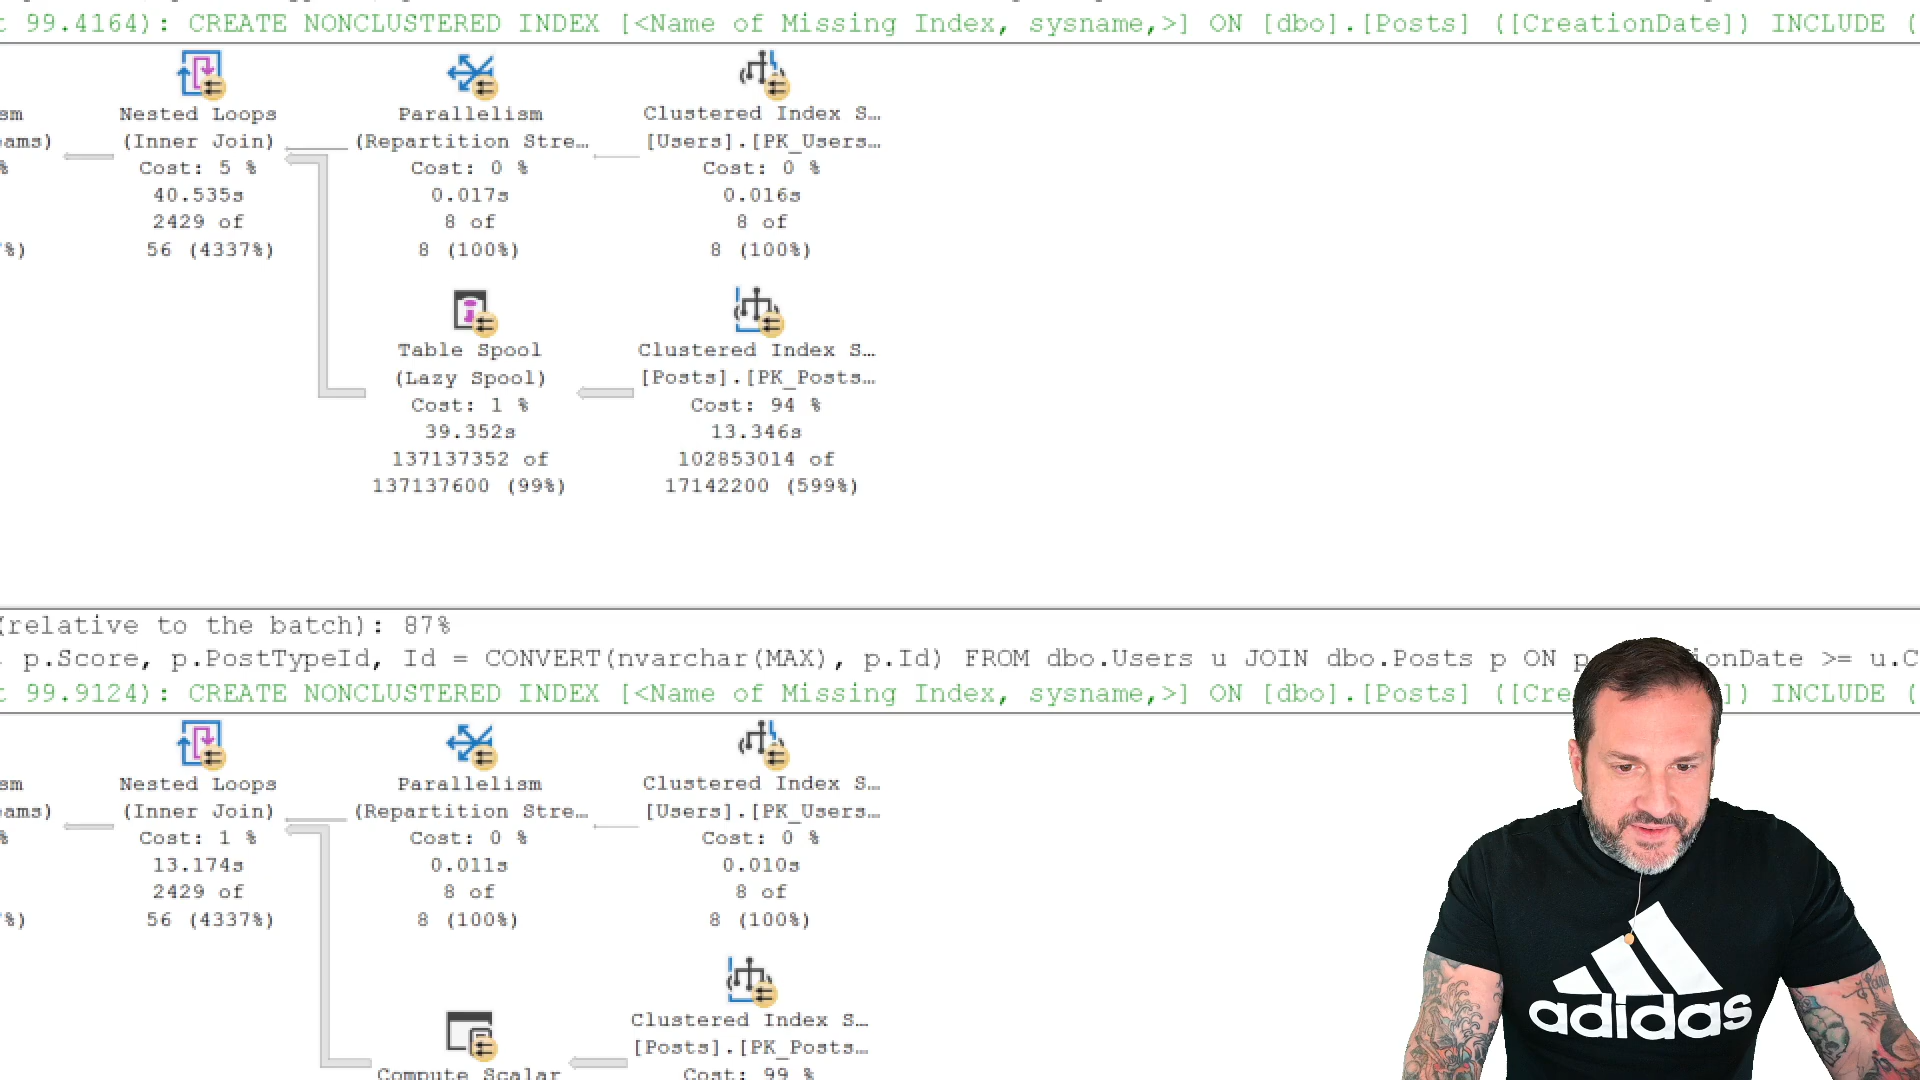 t 99.4164): CREATE NONCLUSTERED INDEX [<Name of Missing Index, sysname,>] ON [dbo].[Posts] ([CreationDate]) INCLUDE (
sm
ams)
%
%)
Nested Loops
(Inner Join)
Cost: 5 %
40.535s
2429 of
56 (4337%)
Parallelism
(Repartition Stre…
Cost: 0 %
0.017s
8 of
8 (100%)
Clustered Index S…
[Users].[PK_Users…
Cost: 0 %
0.016s
8 of
8 (100%)
Table Spool
(Lazy Spool)
Cost: 1 %
39.352s
137137352 of
137137600 (99%)
Clustered Index S…
[Posts].[PK_Posts…
Cost: 94 %
13.346s
102853014 of
17142200 (599%)
(relative to the batch): 87%
p.Score, p.PostTypeId, Id = CONVERT(nvarchar(MAX), p.Id) FROM dbo.Users u JOIN dbo.Posts p ON p ionDate >= u.C
t 99.9124): CREATE NONCLUSTERED INDEX [<Name of Missing Index, sysname,>] ON [dbo].[Posts] ([Cre ]) INCLUDE (
sm
ams)
%
%)
Nested Loops
(Inner Join)
Cost: 1 %
13.174s
2429 of
56 (4337%)
Parallelism
(Repartition Stre…
Cost: 0 %
0.011s
8 of
8 (100%)
Clustered Index S…
[Users].[PK_Users…
Cost: 0 %
0.010s
8 of
8 (100%)
Compute Scalar
Clustered Index S…
[Posts].[PK_Posts…
Cost: 99 %
adidas